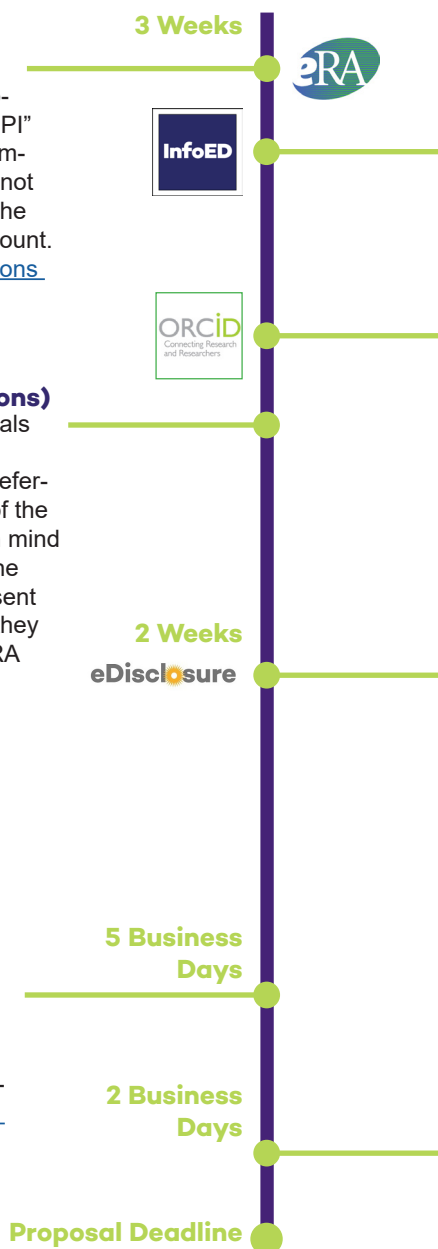 3 Weeks
eRA
-
PI”
m-
not
he
ount.
ons
InfoED
ORCiD
Connecting Research
and Researchers
ons)
als
efer-
f the
mind
he
sent
hey
RA
2 Weeks
eDisclosure
5 Business
Days
-
2 Business
Days
Proposal Deadline